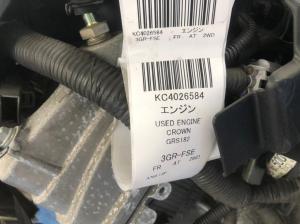 KC4026584 エンジン
3GR-FSE FR AT 2WD
KC4026584
エンジン
USED ENGINE
CROWN
GRS182
3GR-FSE
FR AT 2WD